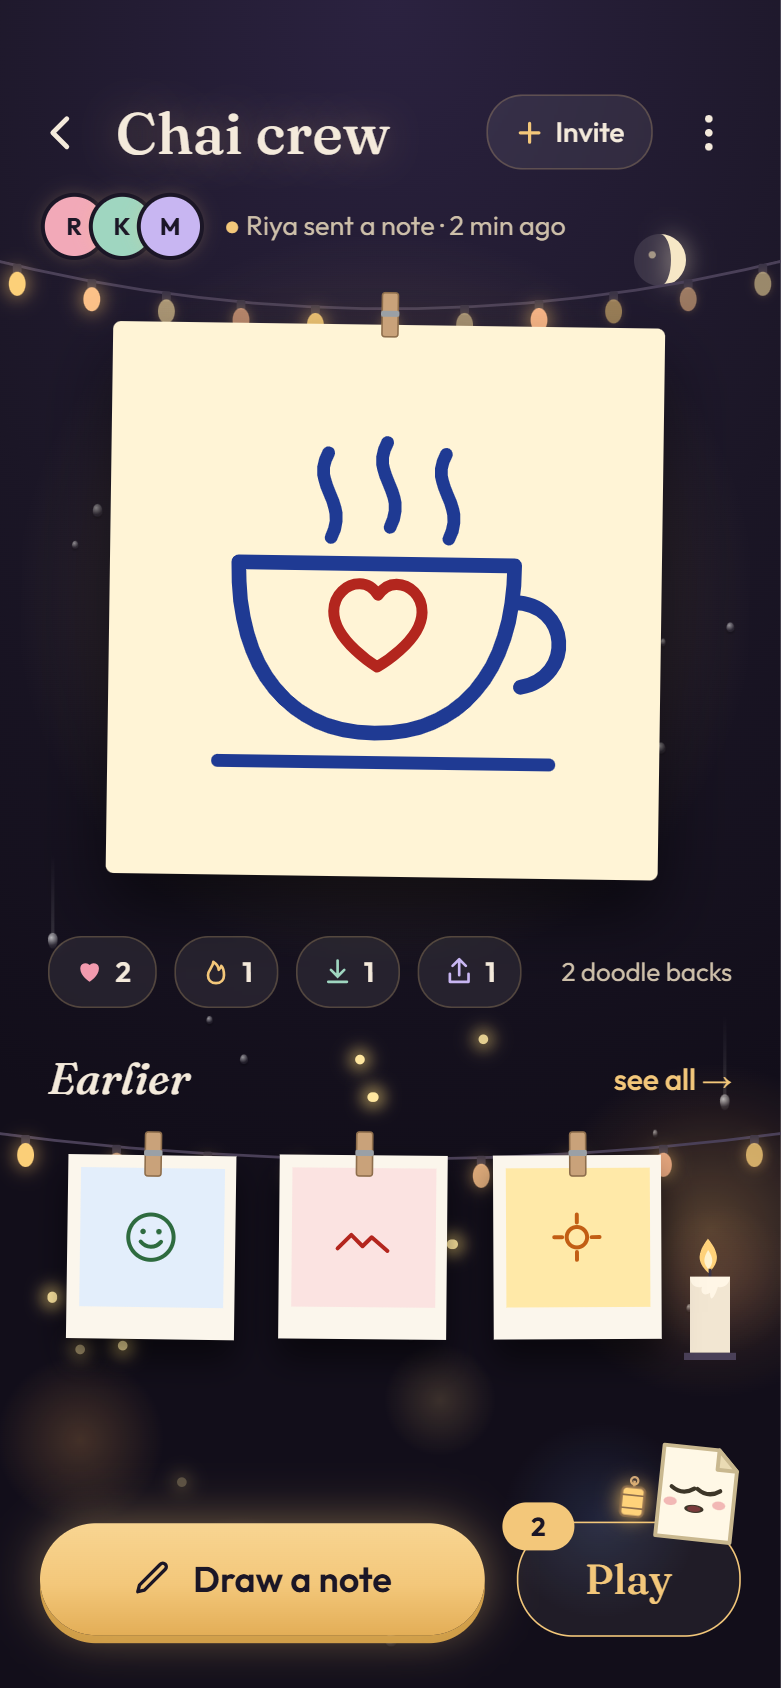 Chai crew
+ Invite
R K M
Riya sent a note · 2 min ago
2
1
1
1
2 doodle backs
Earlier
see all →
Draw a note
2
Play